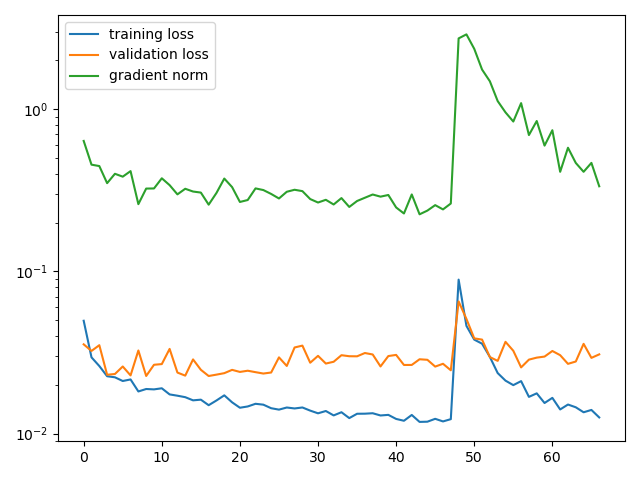 training loss
validation loss
gradient norm
10⁰
10⁻¹
10⁻²
0 10 20 30 40 50 60